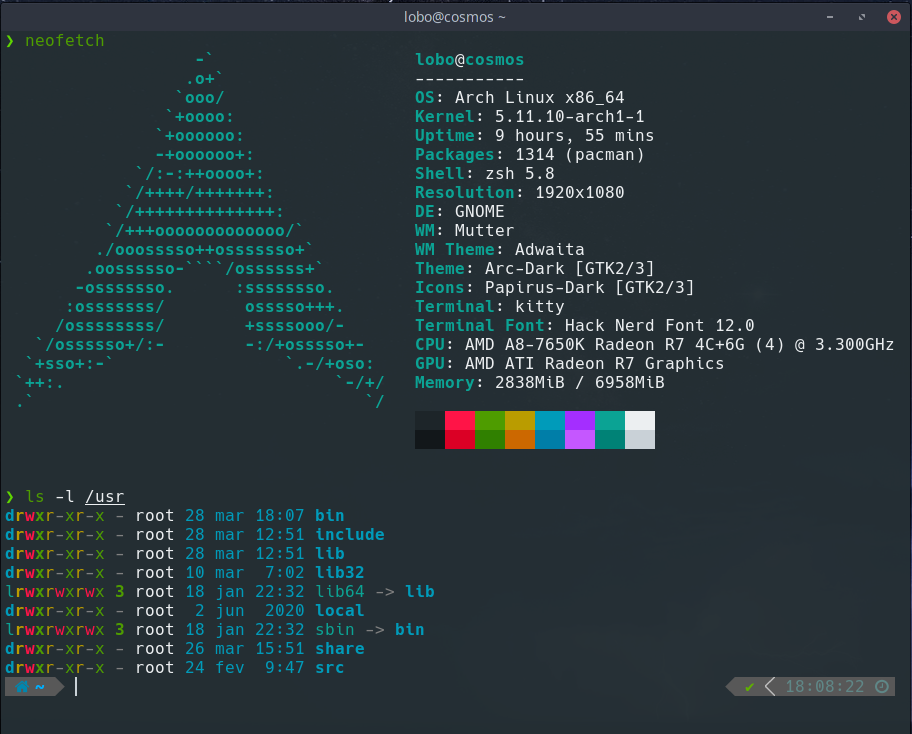 lobo@cosmos ~
❯ neofetch
                   -`
                  .o+`
                 `ooo/
                `+oooo:
               `+oooooo:
               -+oooooo+:
             `/:-:++oooo+:
            `/++++/+++++++:
           `/++++++++++++++:
          `/+++ooooooooooooo/`
         ./ooosssso++osssssso+`
        .oossssso-````/ossssss+`
       -osssssso.      :ssssssso.
      :osssssss/        osssso+++.
     /ossssssss/        +ssssooo/-
   `/ossssso+/:-        -:/+osssso+-
  `+sso+:-`                 `.-/+oso:
 `++:.                           `-/+/
 .`                                 `/
lobo@cosmos
-----------
OS: Arch Linux x86_64
Kernel: 5.11.10-arch1-1
Uptime: 9 hours, 55 mins
Packages: 1314 (pacman)
Shell: zsh 5.8
Resolution: 1920x1080
DE: GNOME
WM: Mutter
WM Theme: Adwaita
Theme: Arc-Dark [GTK2/3]
Icons: Papirus-Dark [GTK2/3]
Terminal: kitty
Terminal Font: Hack Nerd Font 12.0
CPU: AMD A8-7650K Radeon R7 4C+6G (4) @ 3.300GHz
GPU: AMD ATI Radeon R7 Graphics
Memory: 2838MiB / 6958MiB
❯ ls -l /usr
drwxr-xr-x - root 28 mar 18:07 bin
drwxr-xr-x - root 28 mar 12:51 include
drwxr-xr-x - root 28 mar 12:51 lib
drwxr-xr-x - root 10 mar  7:02 lib32
lrwxrwxrwx 3 root 18 jan 22:32 lib64 -> lib
drwxr-xr-x - root  2 jun  2020 local
lrwxrwxrwx 3 root 18 jan 22:32 sbin -> bin
drwxr-xr-x - root 26 mar 15:51 share
drwxr-xr-x - root 24 fev  9:47 src
~ ✔ 18:08:22